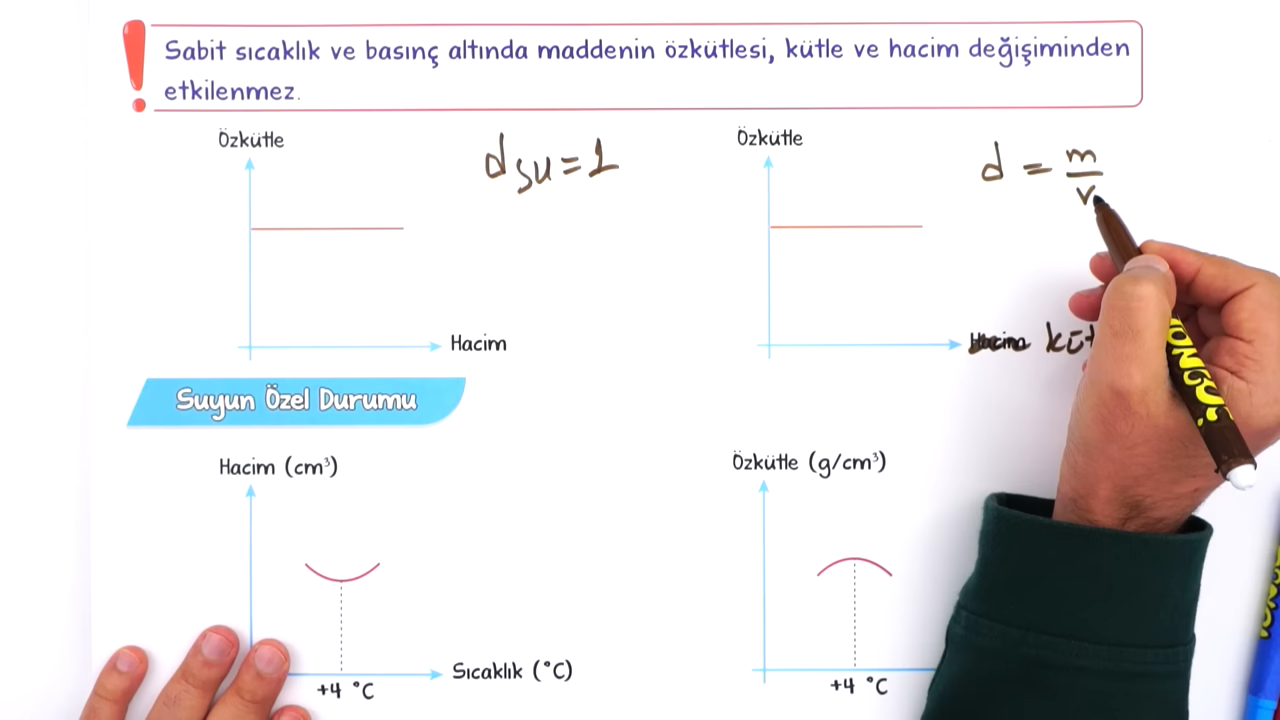 Sabit sıcaklık ve basınç altında maddenin özkütlesi, kütle ve hacim değişiminden
etkilenmez.
Özkütle
d su = 1
Hacim
Özkütle
d = m/v
Hacim
Suyun Özel Durumu
Hacim (cm³)
+4 °C
Sıcaklık (°C)
Özkütle (g/cm³)
+4 °C